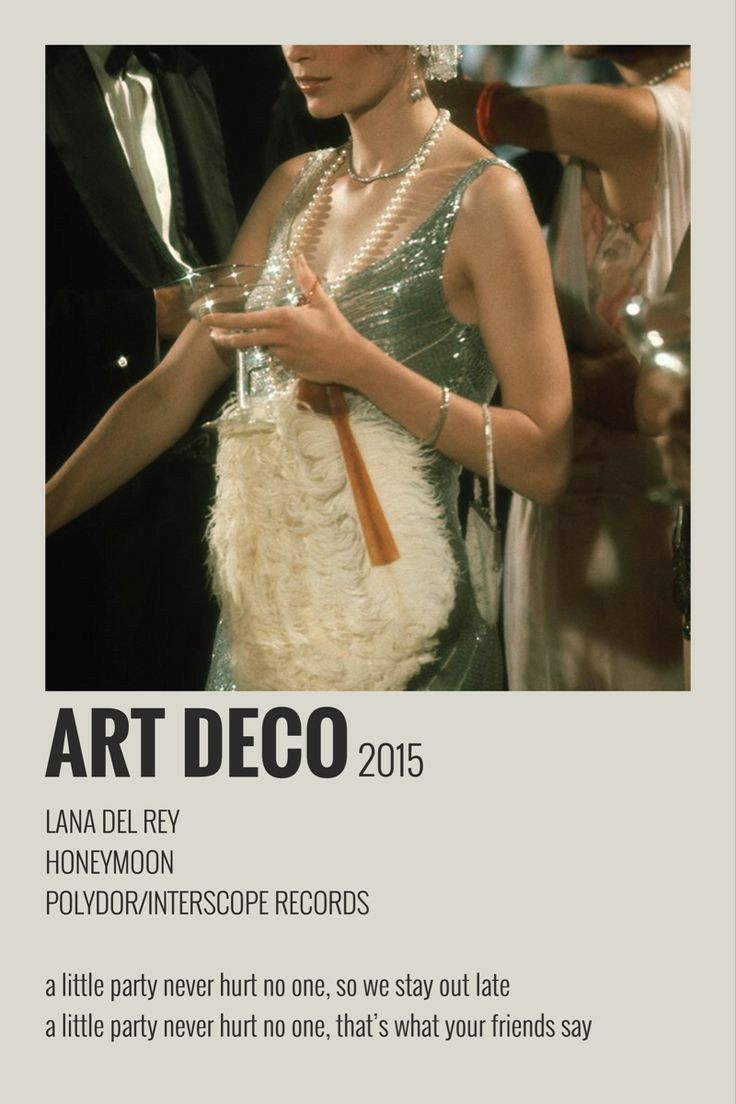 ART DECO 2015
LANA DEL REY
HONEYMOON
POLYDOR/INTERSCOPE RECORDS
a little party never hurt no one, so we stay out late
a little party never hurt no one, that's what your friends say